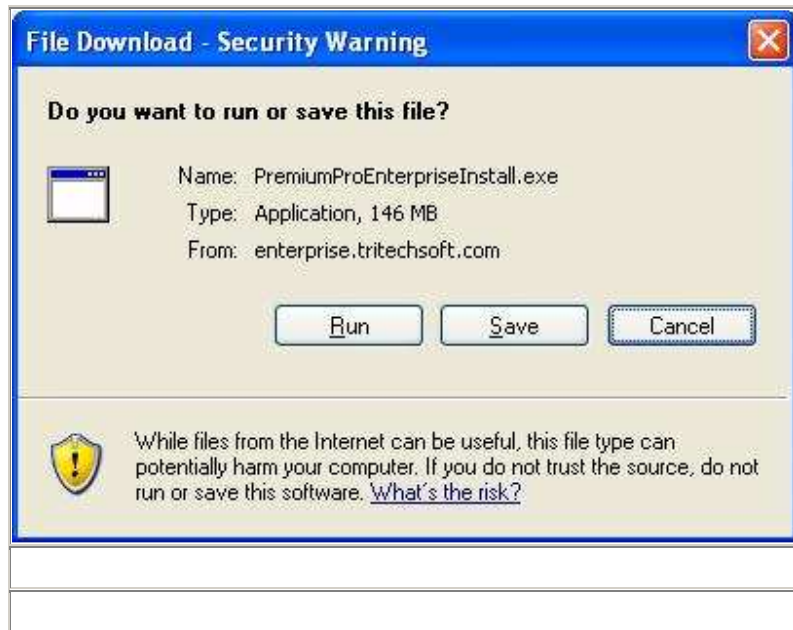 File Download - Security Warning
Do you want to run or save this file?
Name: PremiumProEnterpriseInstall.exe
Type: Application, 146 MB
From: enterprise.tritechsoft.com
Run Save Cancel
While files from the Internet can be useful, this file type can
potentially harm your computer. If you do not trust the source, do not
run or save this software. What's the risk?